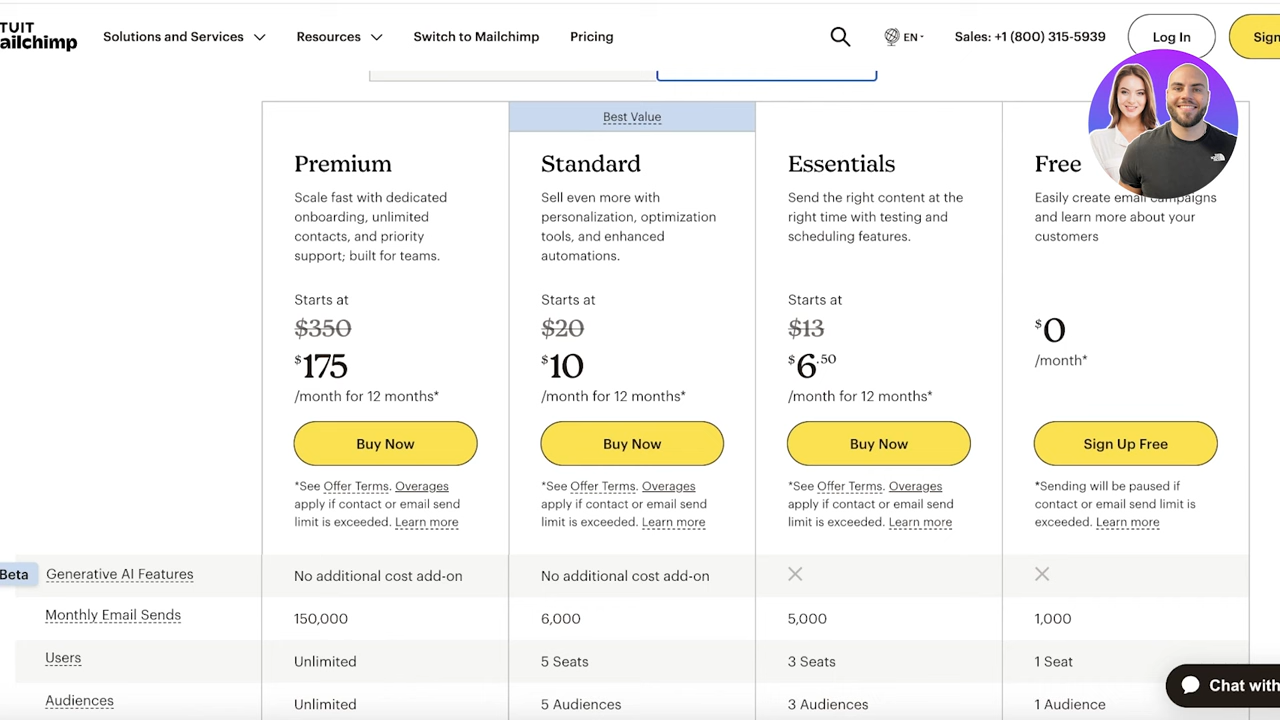 TUIT
ailchimp
Solutions and Services
Resources
Switch to Mailchimp
Pricing
EN
Sales: +1 (800) 315-5939
Log In
Sign
Best Value
Premium
Scale fast with dedicated
onboarding, unlimited
contacts, and priority
support; built for teams.
Starts at
$350
$175
/month for 12 months*
Buy Now
*See Offer Terms. Overages
apply if contact or email send
limit is exceeded. Learn more
Standard
Sell even more with
personalization, optimization
tools, and enhanced
automations.
Starts at
$20
$10
/month for 12 months*
Buy Now
*See Offer Terms. Overages
apply if contact or email send
limit is exceeded. Learn more
Essentials
Send the right content at the
right time with testing and
scheduling features.
Starts at
$13
$6.50
/month for 12 months*
Buy Now
*See Offer Terms. Overages
apply if contact or email send
limit is exceeded. Learn more
Free
Easily create email campaigns
and learn more about your
customers
$0
/month*
Sign Up Free
*Sending will be paused if
contact or email send limit is
exceeded. Learn more
Beta
Generative AI Features
No additional cost add-on
No additional cost add-on
Monthly Email Sends
150,000
6,000
5,000
1,000
Users
Unlimited
5 Seats
3 Seats
1 Seat
Audiences
Unlimited
5 Audiences
3 Audiences
1 Audience
Chat with